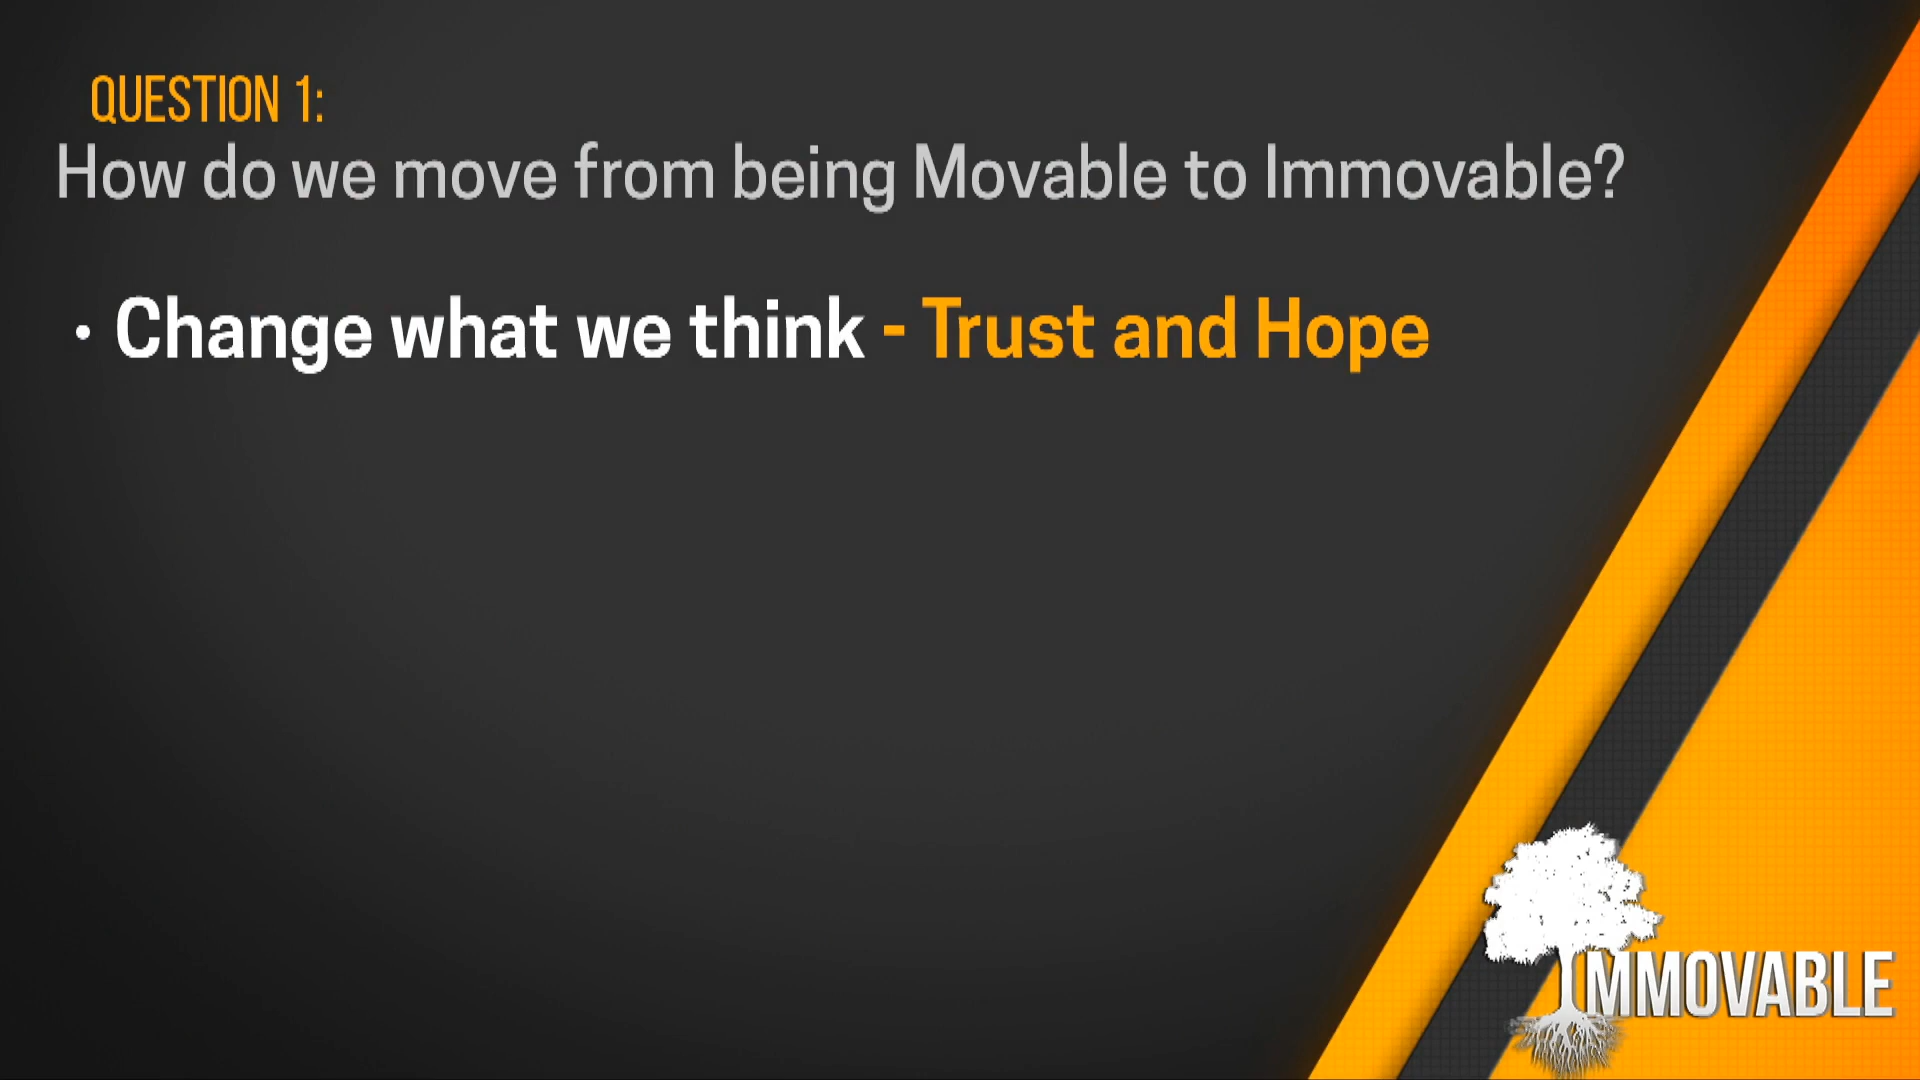 QUESTION 1:
How do we move from being Movable to Immovable?
• Change what we think - Trust and Hope
IMMOVABLE